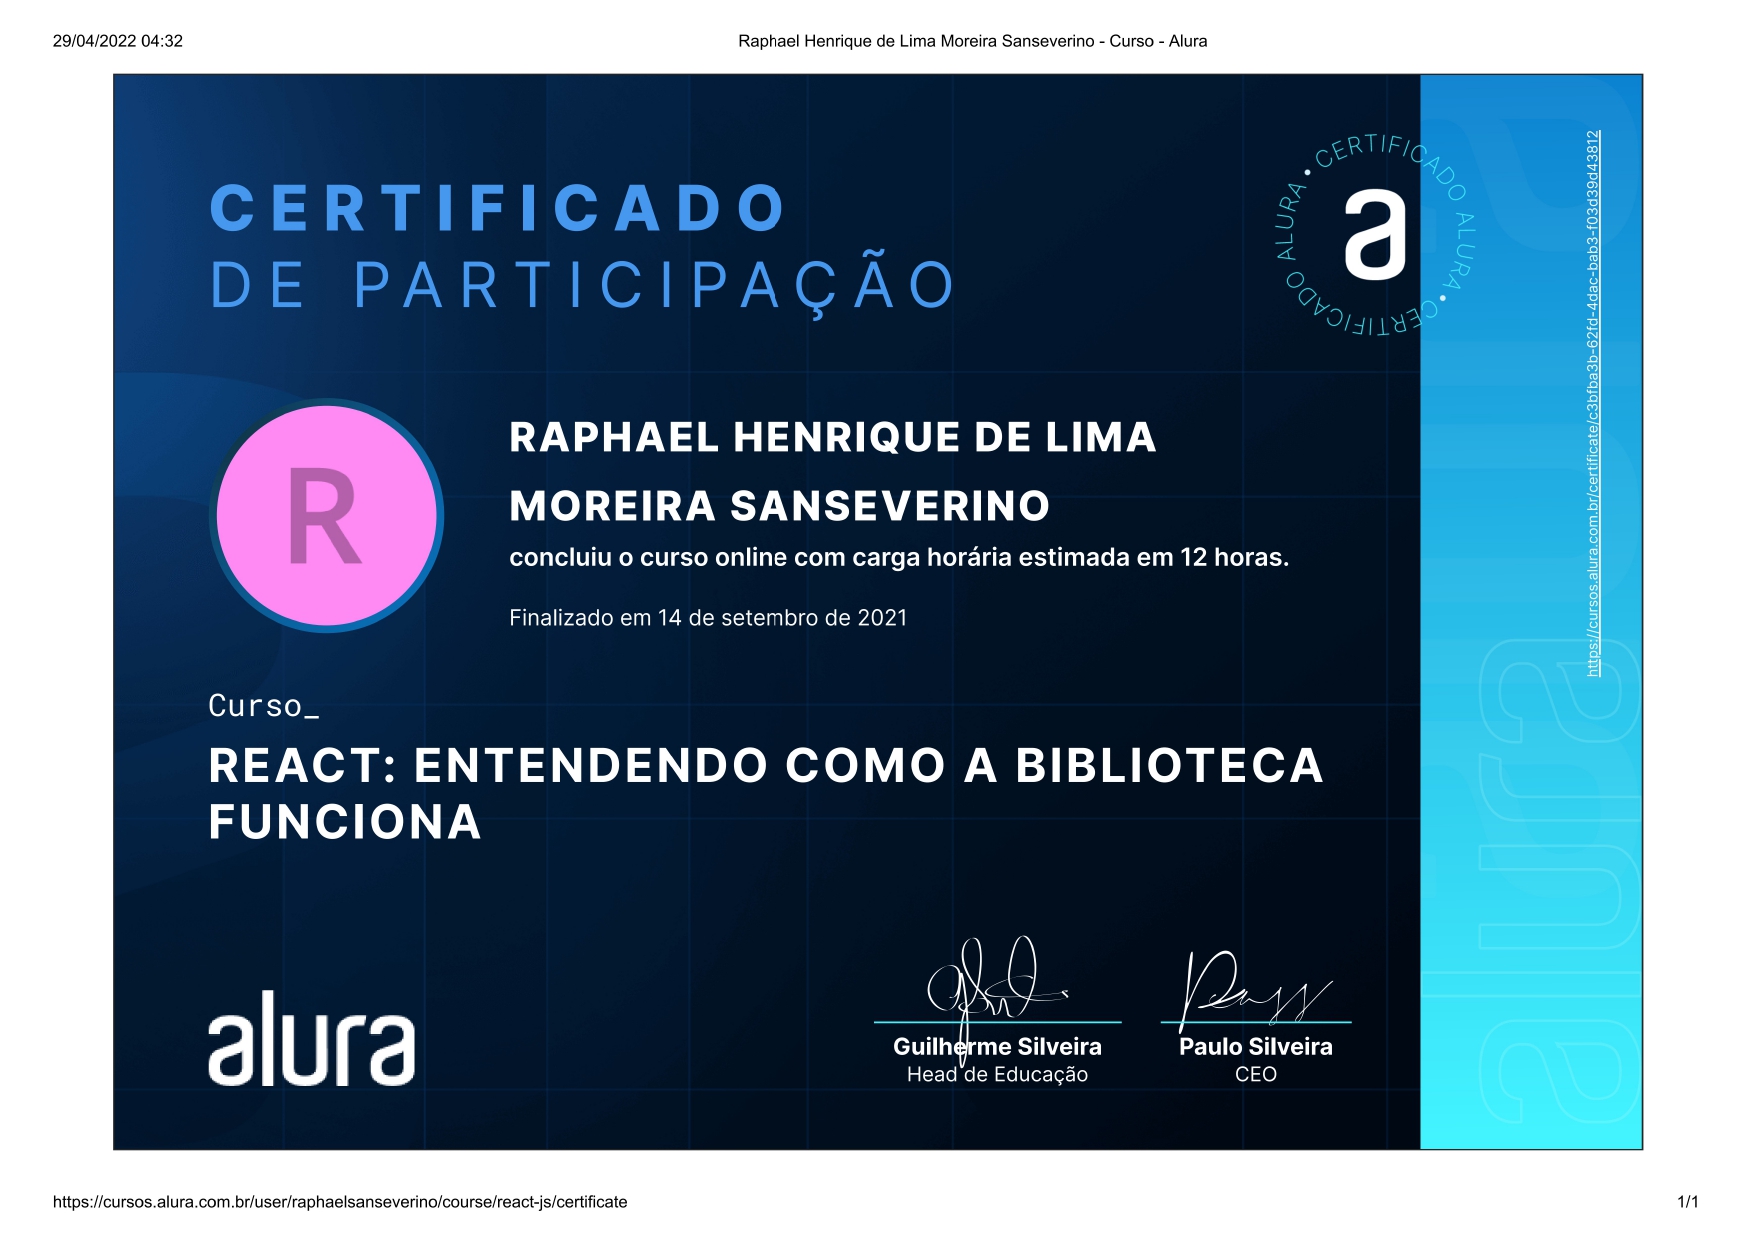 29/04/2022 04:32
Raphael Henrique de Lima Moreira Sanseverino - Curso - Alura
CERTIFICADO
DE PARTICIPAÇÃO
CERTIFICADO ALURA • CERTIFICADO ALURA •
a
https://cursos.alura.com.br/certificate/c3bfba3b-62fd-4dac-bab3-f03d39d43812
R
RAPHAEL HENRIQUE DE LIMA
MOREIRA SANSEVERINO
concluiu o curso online com carga horária estimada em 12 horas.
Finalizado em 14 de setembro de 2021
Curso_
REACT: ENTENDENDO COMO A BIBLIOTECA
FUNCIONA
alura
alura
Guilherme Silveira
Head de Educação
Paulo Silveira
CEO
https://cursos.alura.com.br/user/raphaelsanseverino/course/react-js/certificate
1/1